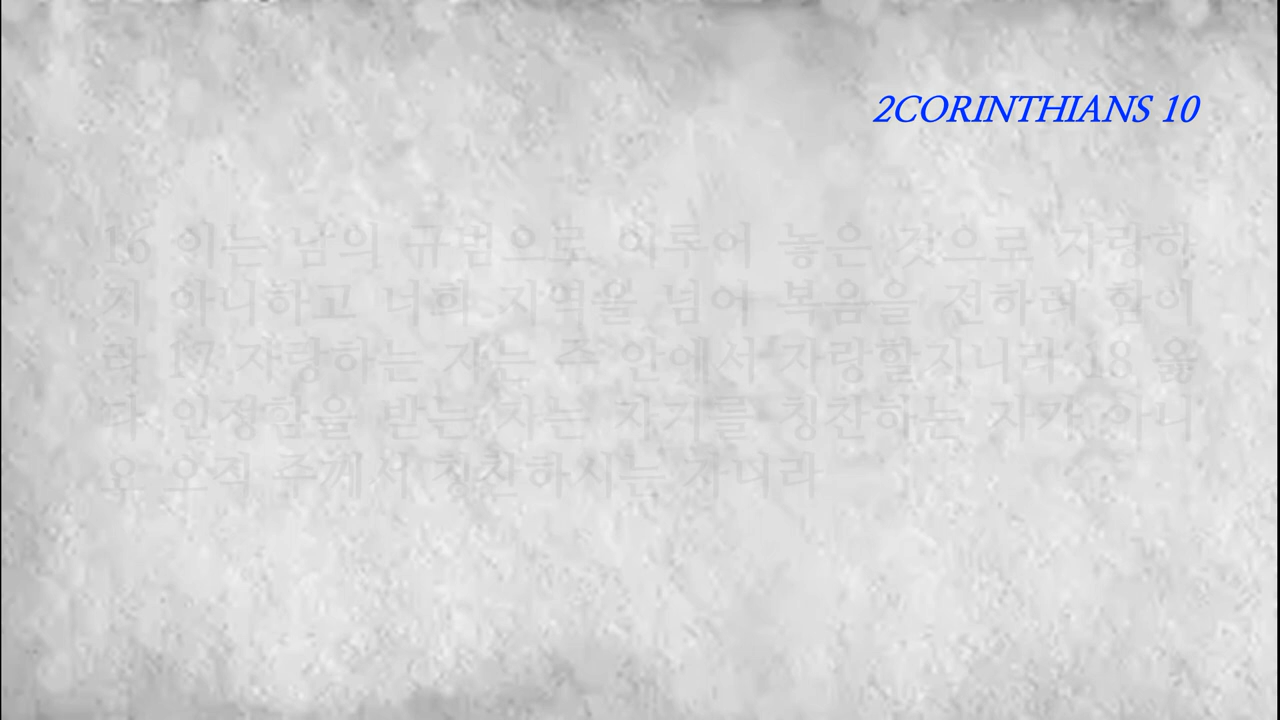 2CORINTHIANS 10
16 이는 남의 규범으로 이루어 놓은 것으로 자랑하
지 아니하고 너희 지역을 넘어 복음을 전하려 함이
라 17 자랑하는 자는 주 안에서 자랑할지니라 18 옳
다 인정함을 받는 자는 자기를 칭찬하는 자가 아니
요 오직 주께서 칭찬하시는 자니라